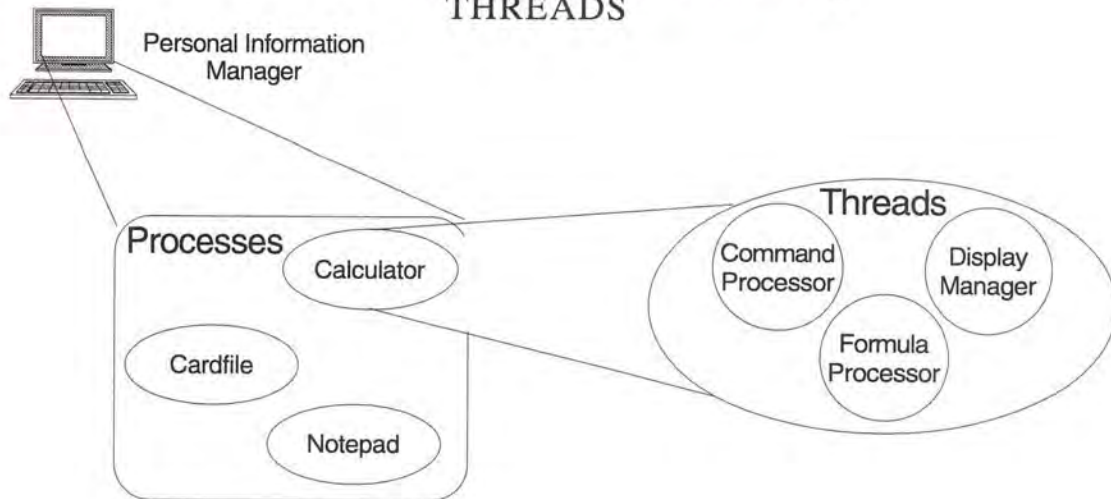 THREADS
Personal Information
Manager
Processes
Calculator
Cardfile
Notepad
Threads
Command
Processor
Display
Manager
Formula
Processor